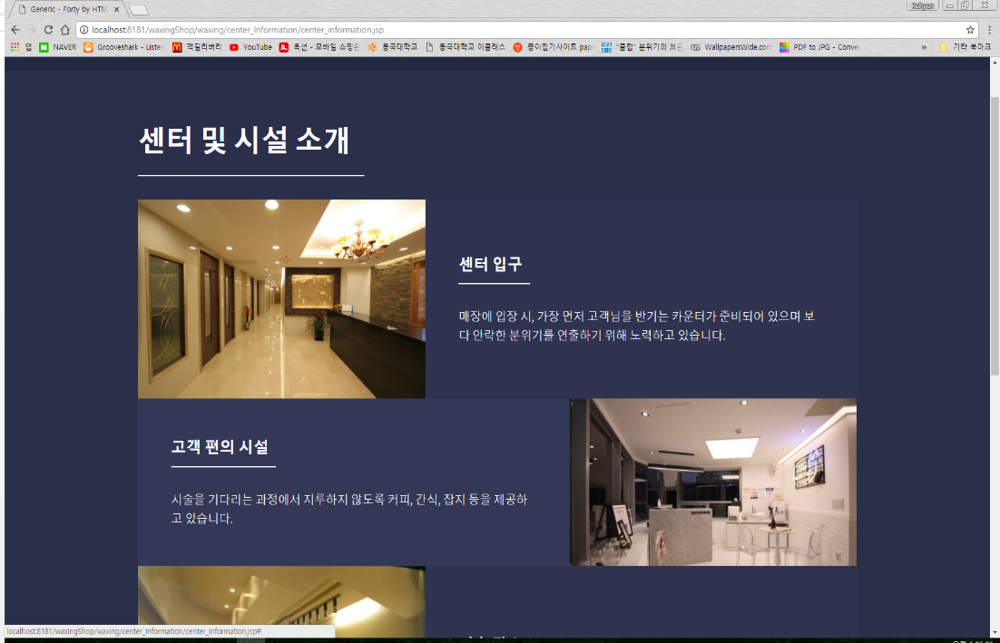 Generic - Forty by HTM
Kuhyun
localhost:8181/waxingShop/waxing/center_Information/center_information.jsp
앱 NAVER Grooveshark - Listen 맥딜리버리 YouTube 옥션 - 모바일 쇼핑은 동국대학교 동국대학교 이클래스 종이접기사이트 pape "클럽" 분위기의 브금 WallpapersWide.com PDF to JPG - Conver » 기타 북마크
센터 및 시설 소개
센터 입구
매장에 입장 시, 가장 먼저 고객님을 반기는 카운터가 준비되어 있으며 보
다 안락한 분위기를 연출하기 위해 노력하고 있습니다.
고객 편의 시설
시술을 기다리는 과정에서 지루하지 않도록 커피, 간식, 잡지 등을 제공하
고 있습니다.
localhost:8181/waxingShop/waxing/center_Information/center_Information.jsp#